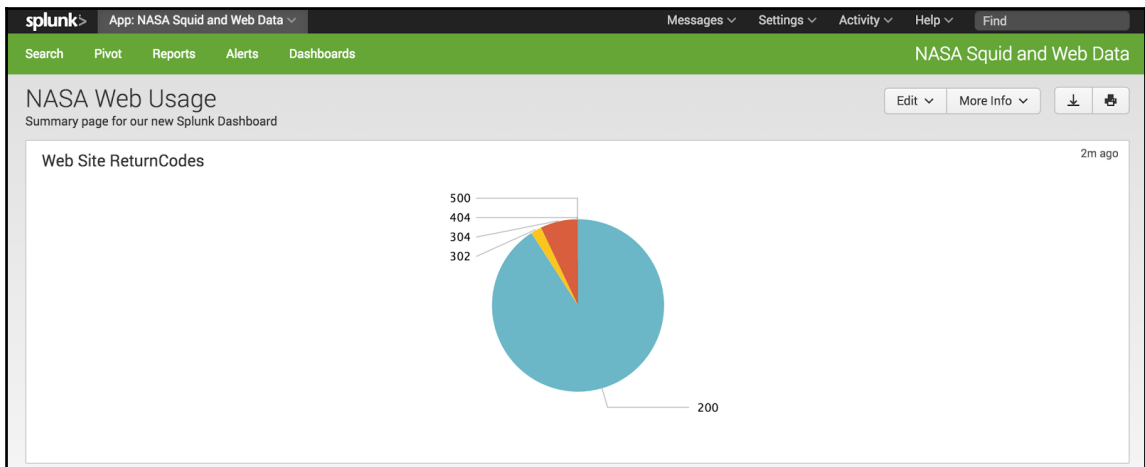 splunk> App: NASA Squid and Web Data Messages Settings Activity Help Find
Search Pivot Reports Alerts Dashboards NASA Squid and Web Data
NASA Web Usage Edit More Info
Summary page for our new Splunk Dashboard
Web Site ReturnCodes 2m ago
500
404
304
302
200